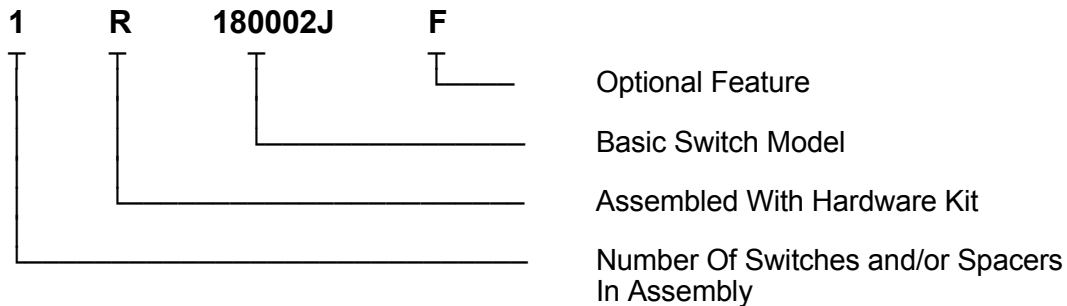 1 R 180002J F
Optional Feature
Basic Switch Model
Assembled With Hardware Kit
Number Of Switches and/or Spacers
In Assembly